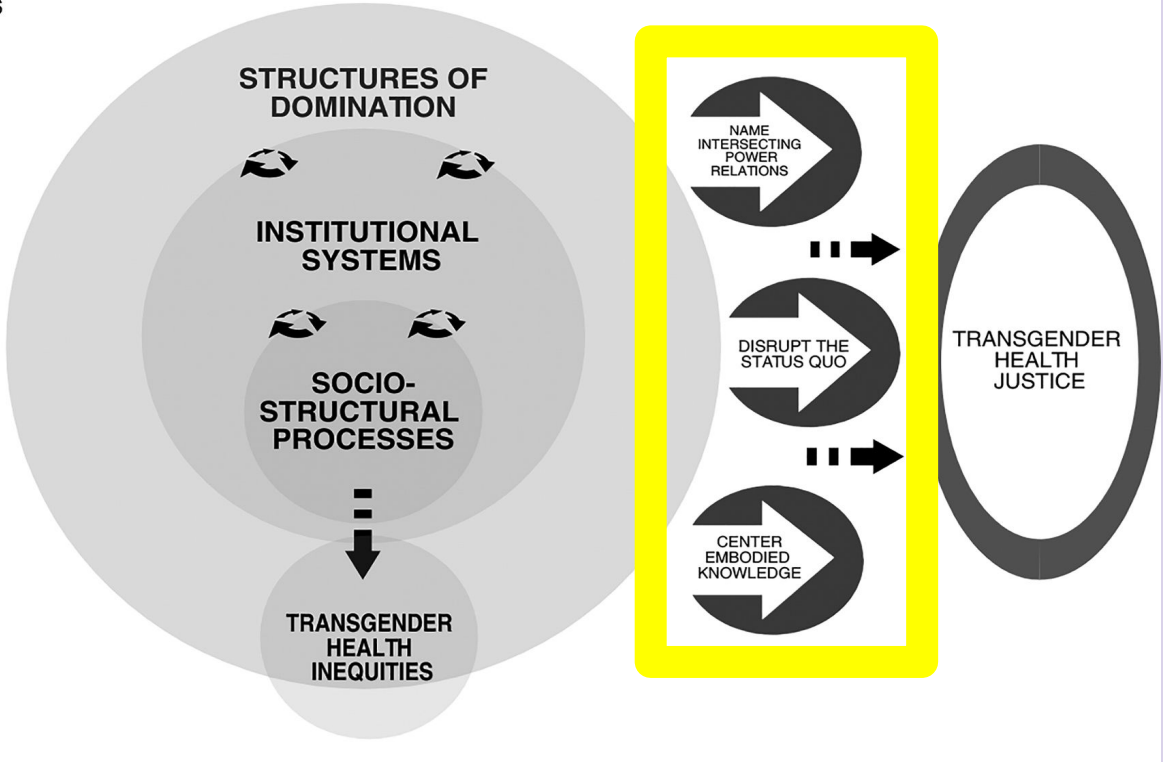 S
STRUCTURES OF
DOMINATION
INSTITUTIONAL
SYSTEMS
SOCIO-
STRUCTURAL
PROCESSES
TRANSGENDER
HEALTH
INEQUITIES
NAME
INTERSECTING
POWER
RELATIONS
DISRUPT THE
STATUS QUO
CENTER
EMBODIED
KNOWLEDGE
TRANSGENDER
HEALTH
JUSTICE